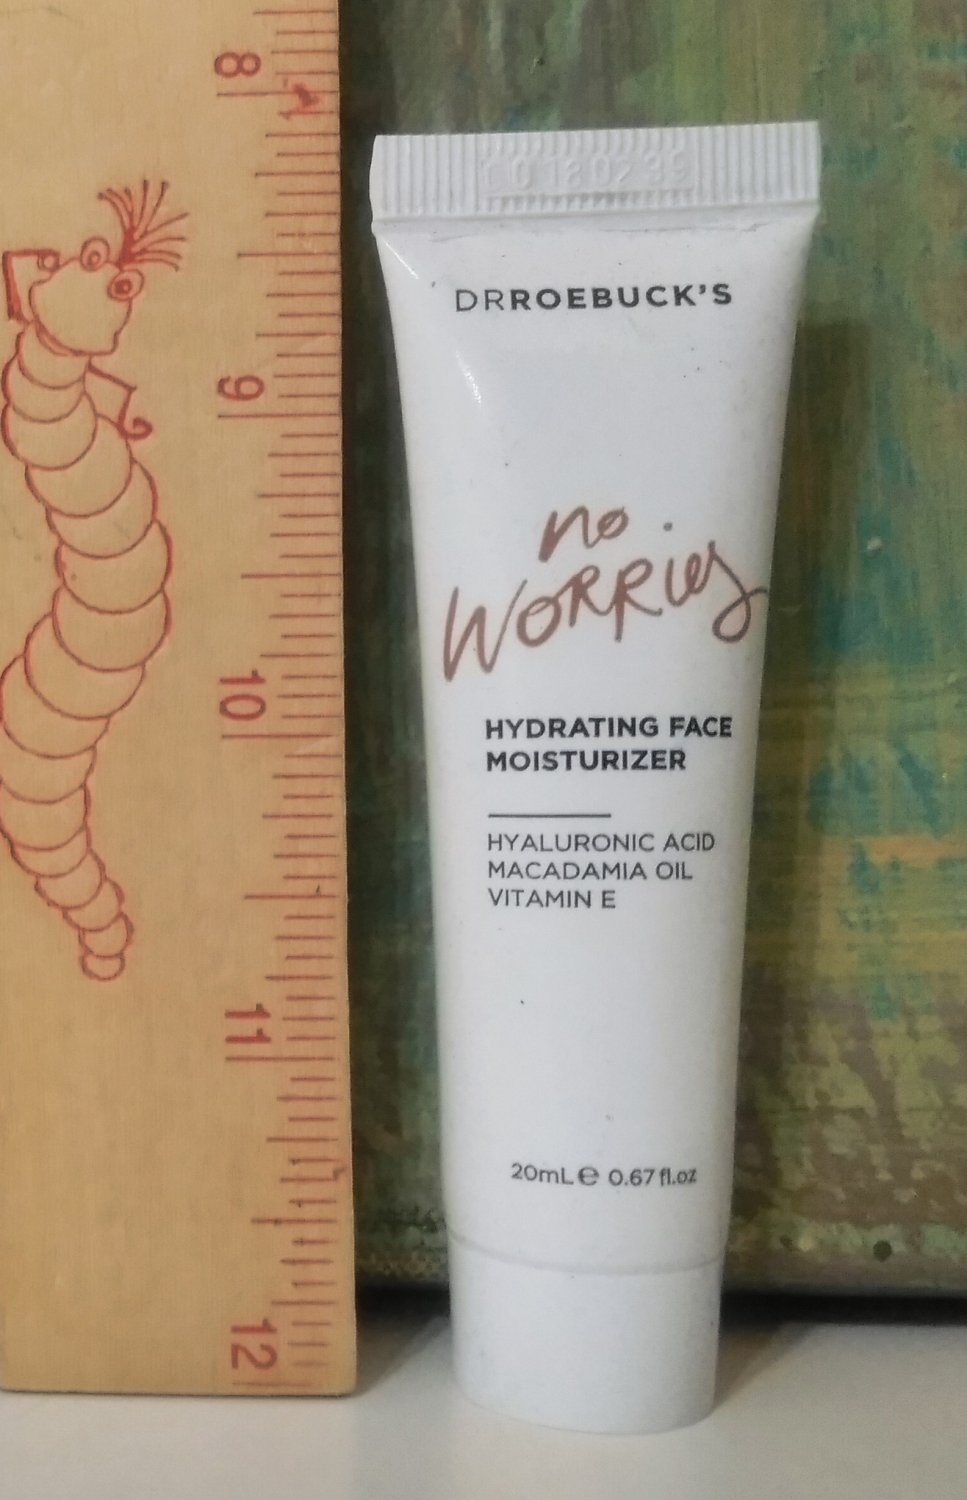 8
9
10
11
12
DRROEBUCK'S
no
WORRies
HYDRATING FACE
MOISTURIZER
HYALURONIC ACID
MACADAMIA OIL
VITAMIN E
20mL℮ 0.67 fl.oz